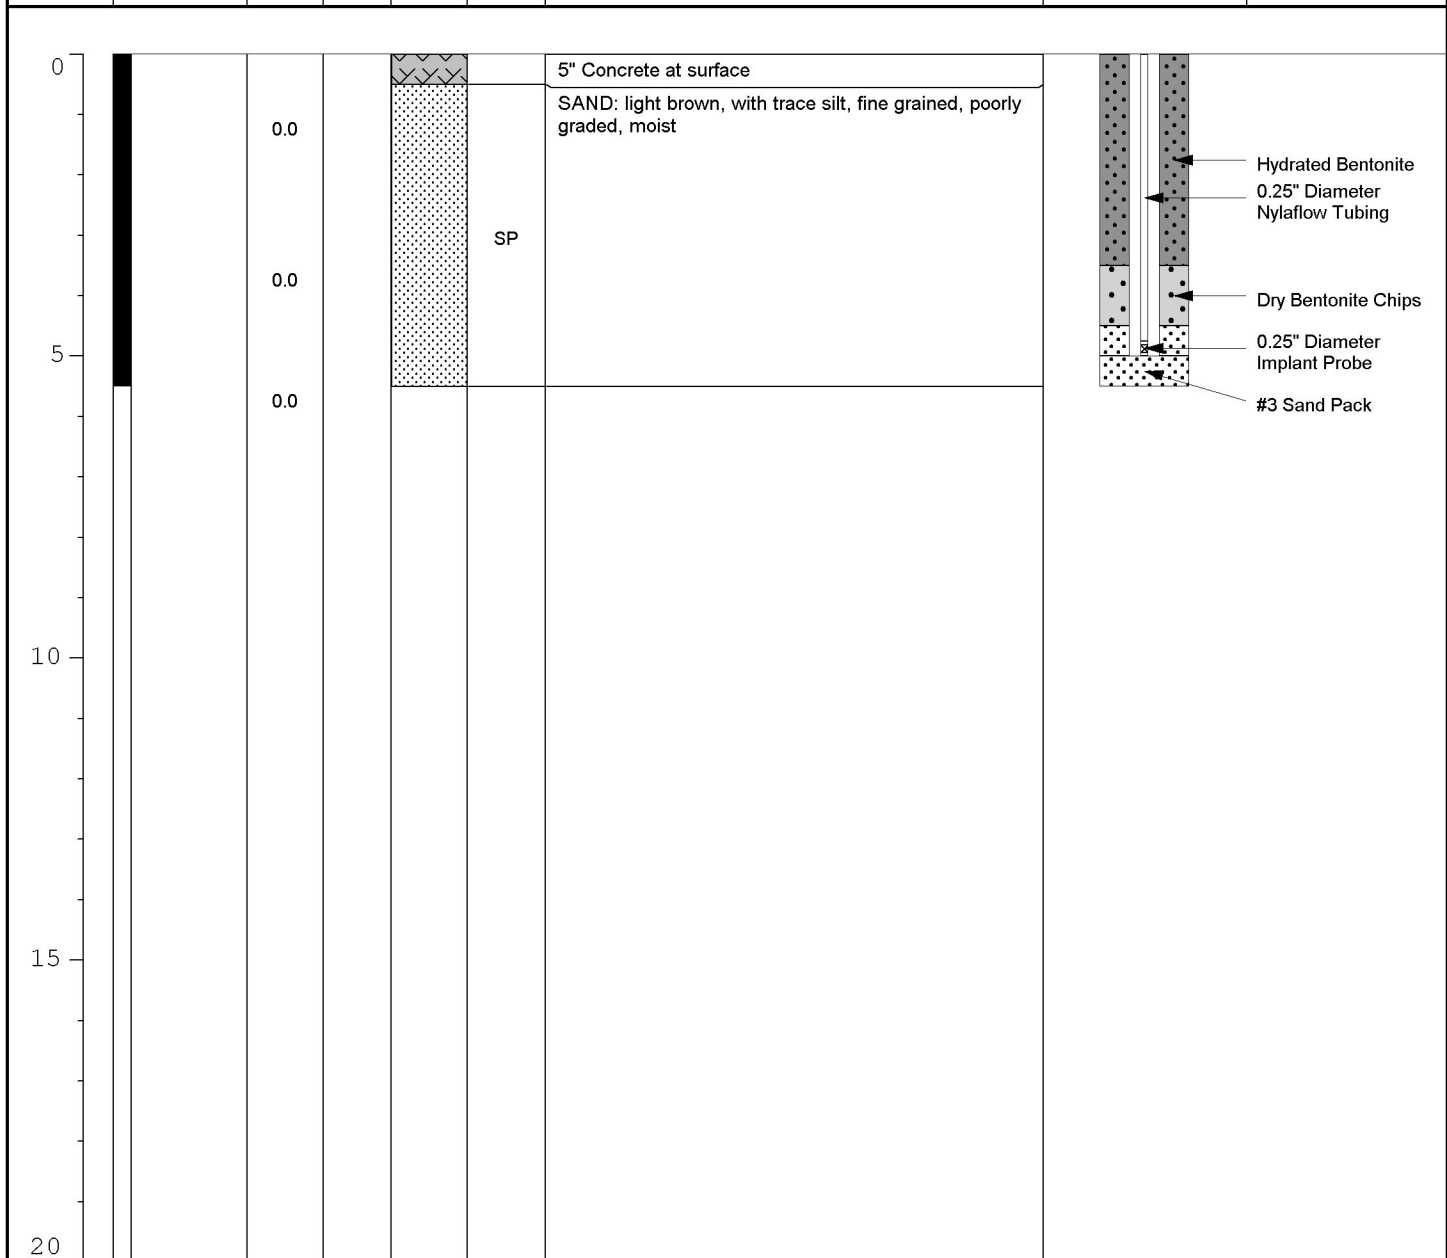 0
5" Concrete at surface
SAND: light brown, with trace silt, fine grained, poorly
graded, moist
0.0
Hydrated Bentonite
0.25" Diameter
Nylaflow Tubing
SP
0.0
Dry Bentonite Chips
0.25" Diameter
Implant Probe
5
0.0
#3 Sand Pack
10
15
20